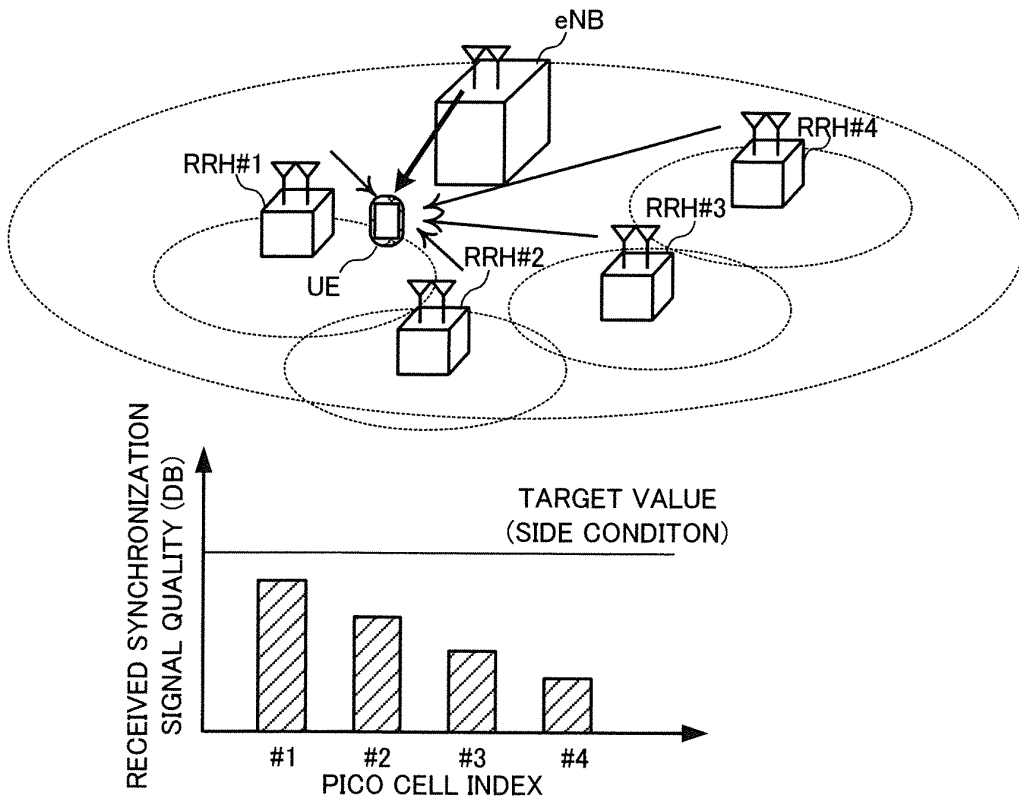 eNB
RRH#4
RRH#1
RRH#3
RRH#2
UE
RECEIVED SYNCHRONIZATION
SIGNAL QUALITY (DB)
TARGET VALUE
(SIDE CONDITON)
#1 #2 #3 #4
PICO CELL INDEX